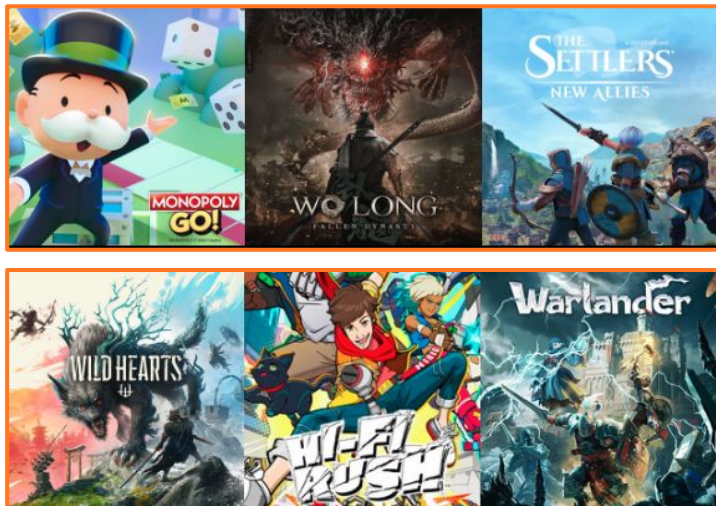 MONOPOLY
GO!
WO LONG
FALLEN DYNASTY
THE
SETTLERS
NEW ALLIES
WILD HEARTS
HI-FI
RUSH
Warlander